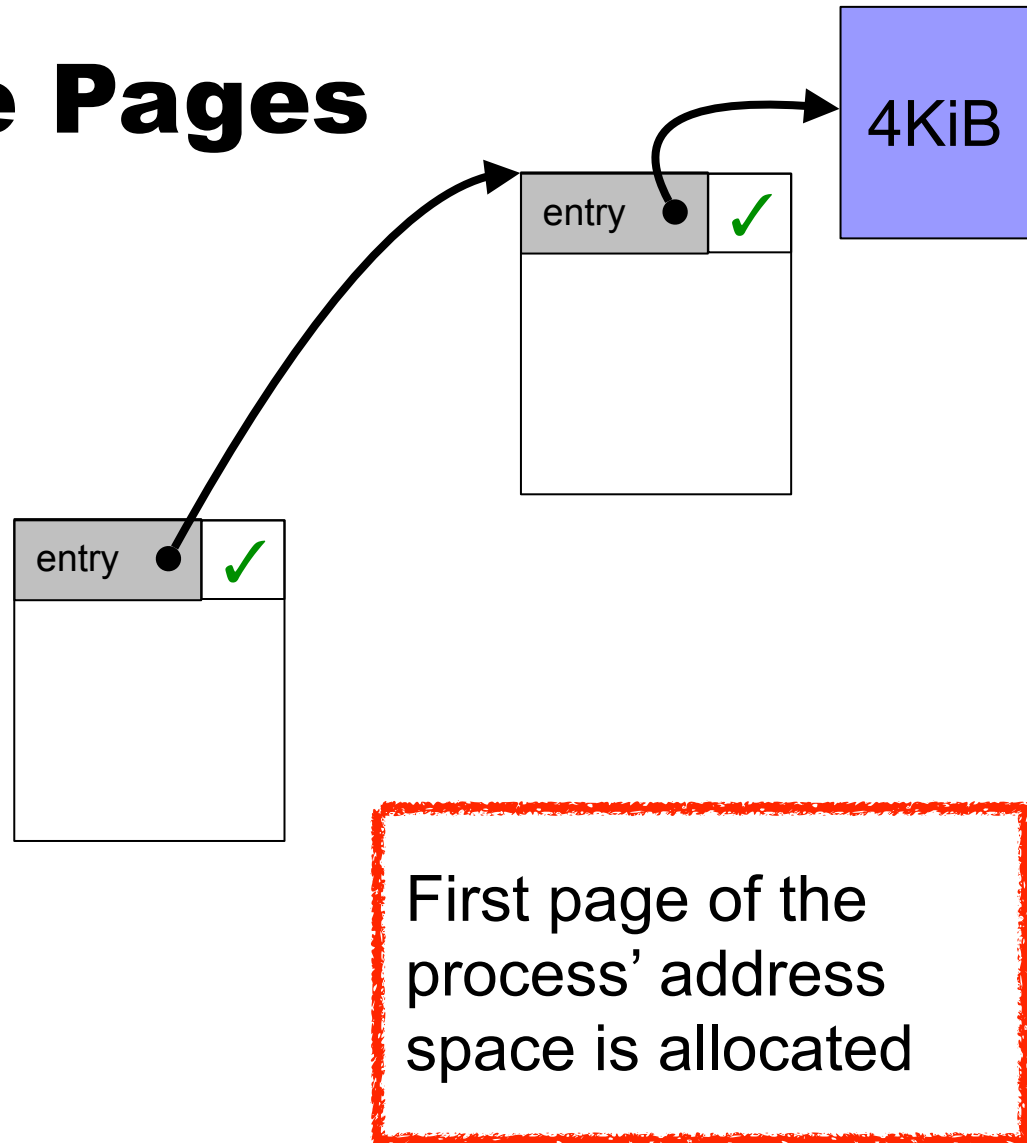 e Pages
4KiB
entry ✓
entry ✓
First page of the
process’ address
space is allocated